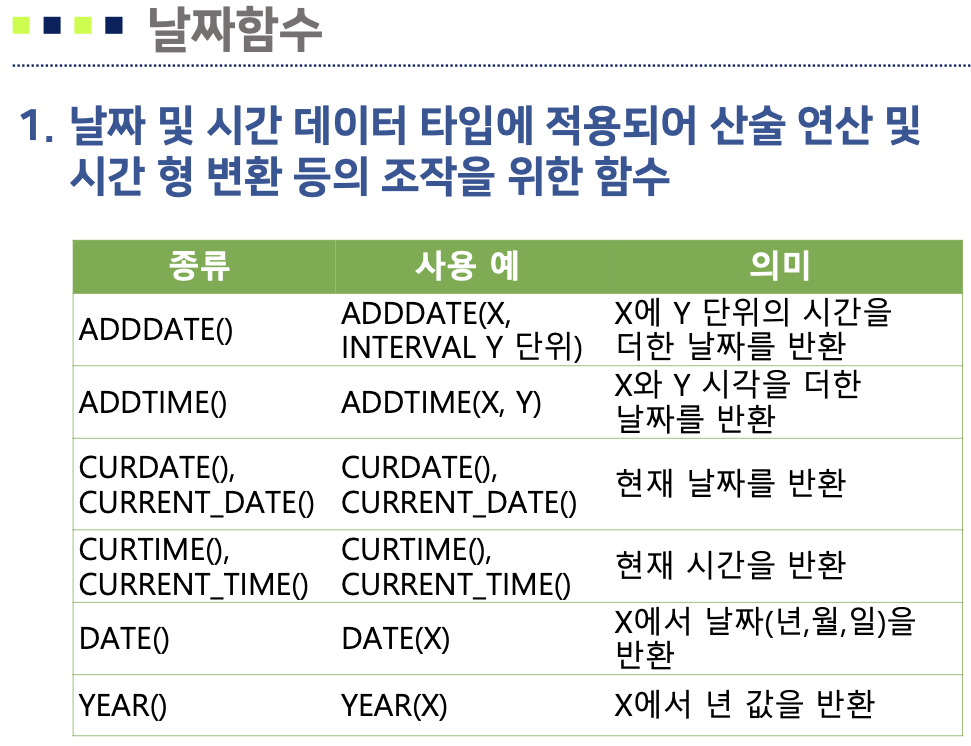 날짜함수
1. 날짜 및 시간 데이터 타입에 적용되어 산술 연산 및
시간 형 변환 등의 조작을 위한 함수
종류 사용 예 의미
ADDDATE()
ADDDATE(X,
INTERVAL Y 단위)
X에 Y 단위의 시간을
더한 날짜를 반환
ADDTIME()
ADDTIME(X, Y)
X와 Y 시각을 더한
날짜를 반환
CURDATE(),
CURRENT_DATE()
CURDATE(),
CURRENT_DATE()
현재 날짜를 반환
CURTIME(),
CURRENT_TIME()
CURTIME(),
CURRENT_TIME()
현재 시간을 반환
DATE()
DATE(X)
X에서 날짜(년,월,일)을
반환
YEAR()
YEAR(X)
X에서 년 값을 반환